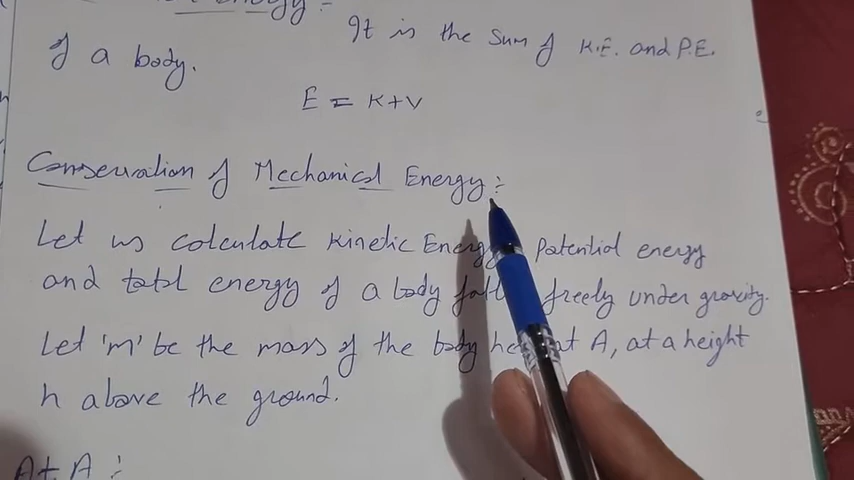 energy :-
It is the sum of K.E. and P.E.
of a body.
E = K+V
Conservation of Mechanical Energy :-
Let us calculate kinetic Energy potential energy
and total energy of a body freely under gravity.
Let 'm' be the mass of the body at A, at a height
h above the ground.
At A :